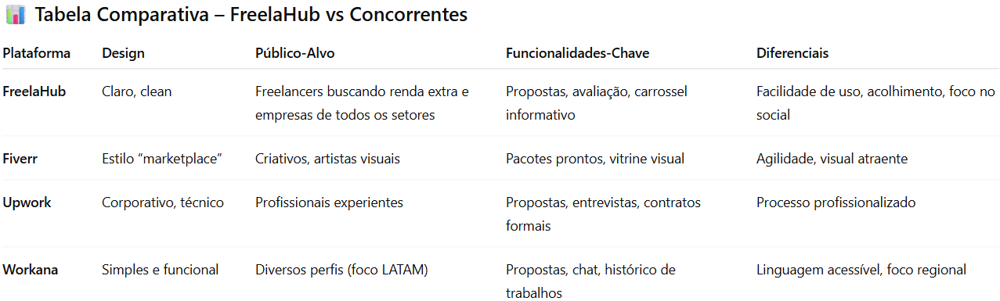 Tabela Comparativa – FreelaHub vs Concorrentes
Plataforma Design Público-Alvo Funcionalidades-Chave Diferenciais
FreelaHub Claro, clean Freelancers buscando renda extra e Propostas, avaliação, carrossel Facilidade de uso, acolhimento, foco no
empresas de todos os setores informativo social
Fiverr Estilo “marketplace” Criativos, artistas visuais Pacotes prontos, vitrine visual Agilidade, visual atraente
Upwork Corporativo, técnico Profissionais experientes Propostas, entrevistas, contratos Processo profissionalizado
formais
Workana Simples e funcional Diversos perfis (foco LATAM) Propostas, chat, histórico de Linguagem acessível, foco regional
trabalhos